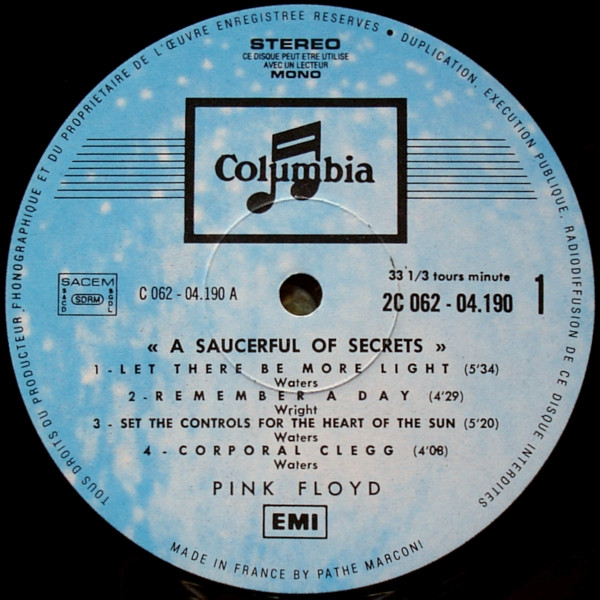 TOUS DROITS DU PRODUCTEUR PHONOGRAPHIQUE ET DU PROPRIETAIRE DE L'ŒUVRE ENREGISTREE RESERVES • DUPLICATION, EXECUTION PUBLIQUE, RADIODIFFUSION DE CE DISQUE INTERDITES
STEREO
CE DISQUE PEUT ETRE UTILISE
AVEC UN LECTEUR
MONO
Columbia
SACEM
SACD SDRM SGDL
C 062 - 04.190 A
33 1/3 tours minute
2C 062 - 04.190 1
« A SAUCERFUL OF SECRETS »
1 - LET THERE BE MORE LIGHT (5'34)
Waters
2 - REMEMBER A DAY (4'29)
Wright
3 - SET THE CONTROLS FOR THE HEART OF THE SUN (5'20)
Waters
4 - CORPORAL CLEGG (4'08)
Waters
PINK FLOYD
EMI
MADE IN FRANCE BY PATHE MARCONI